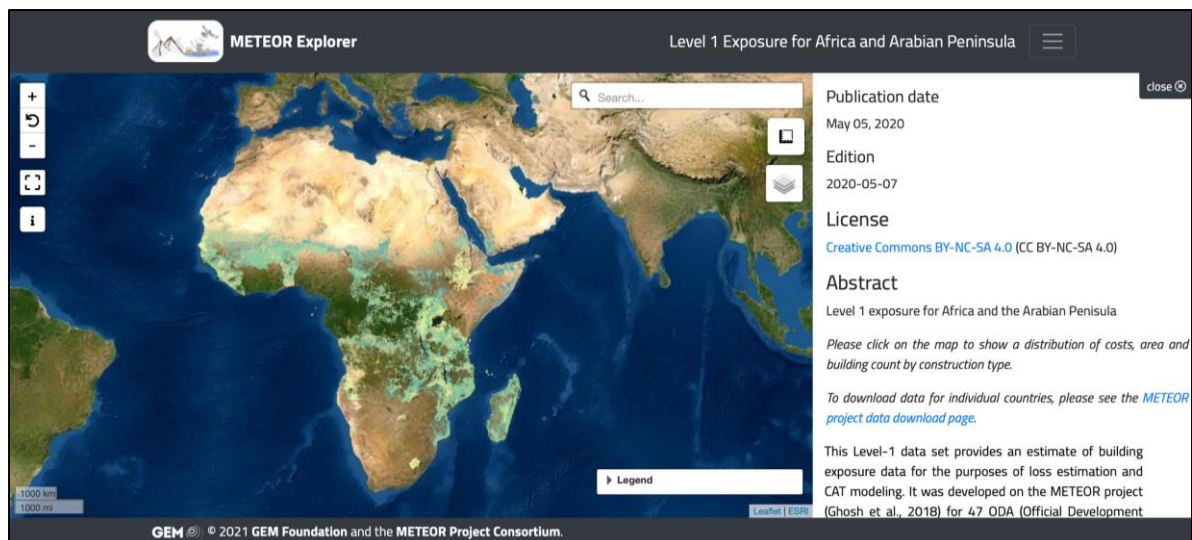 METEOR Explorer
Level 1 Exposure for Africa and Arabian Peninsula
+
-
i
Search...
Legend
1000 km
1000 mi
Leaflet | ESRI
close
Publication date
May 05, 2020
Edition
2020-05-07
License
Creative Commons BY-NC-SA 4.0 (CC BY-NC-SA 4.0)
Abstract
Level 1 exposure for Africa and the Arabian Penisula
Please click on the map to show a distribution of costs, area and
building count by construction type.
To download data for individual countries, please see the METEOR
project data download page.
This Level-1 data set provides an estimate of building
exposure data for the purposes of loss estimation and
CAT modeling. It was developed on the METEOR project
(Ghosh et al., 2018) for 47 ODA (Official Development
GEM © 2021 GEM Foundation and the METEOR Project Consortium.